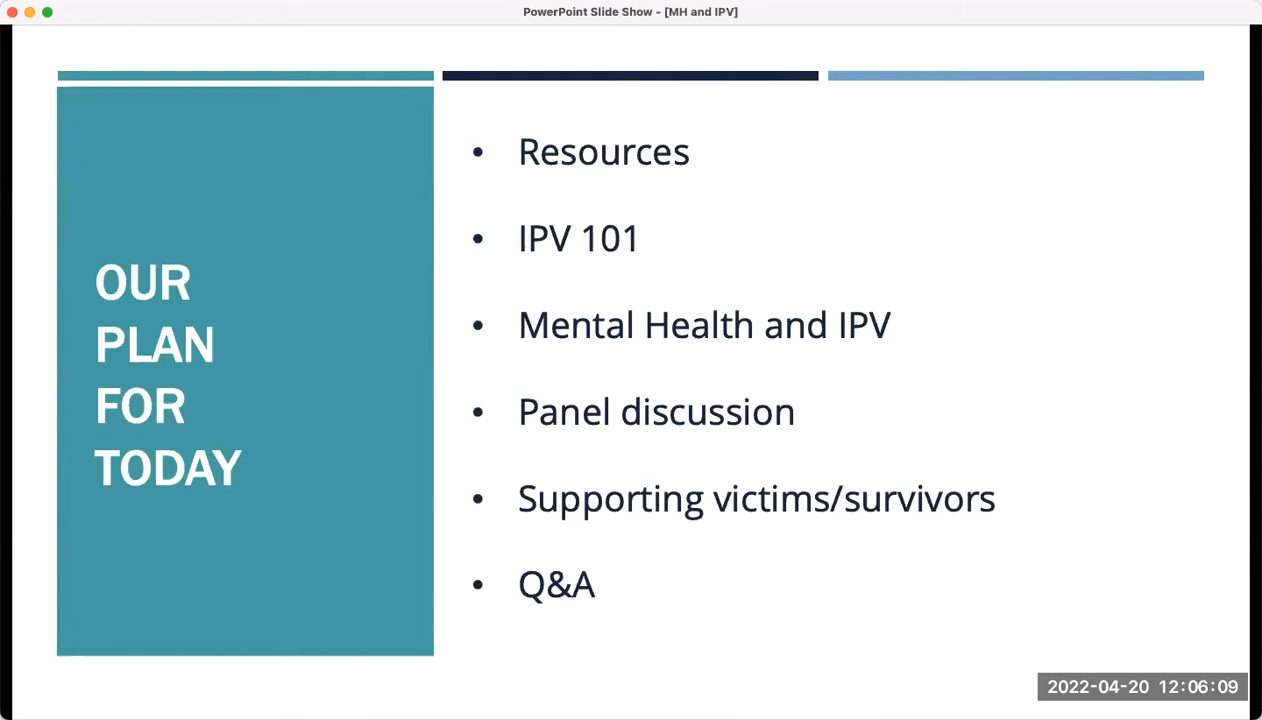 PowerPoint Slide Show - [MH and IPV]
OUR
PLAN
FOR
TODAY
• Resources
• IPV 101
• Mental Health and IPV
• Panel discussion
• Supporting victims/survivors
• Q&A
2022-04-20 12:06:09